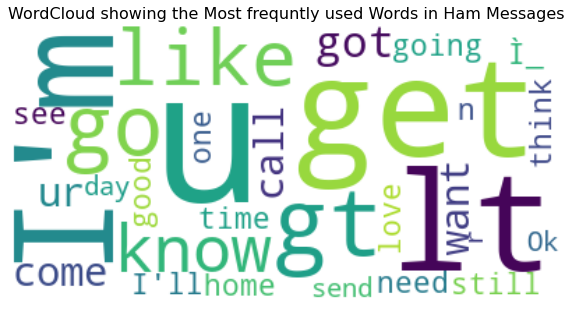 WordCloud showing the Most frequntly used Words in Ham Messages
I'm
like
got
going
Ì_
see
go
u
one
call
get
n
think
ur
day
good
time
gt
love
want
r
lt
Ok
come
know
I'll
home
send
need
still